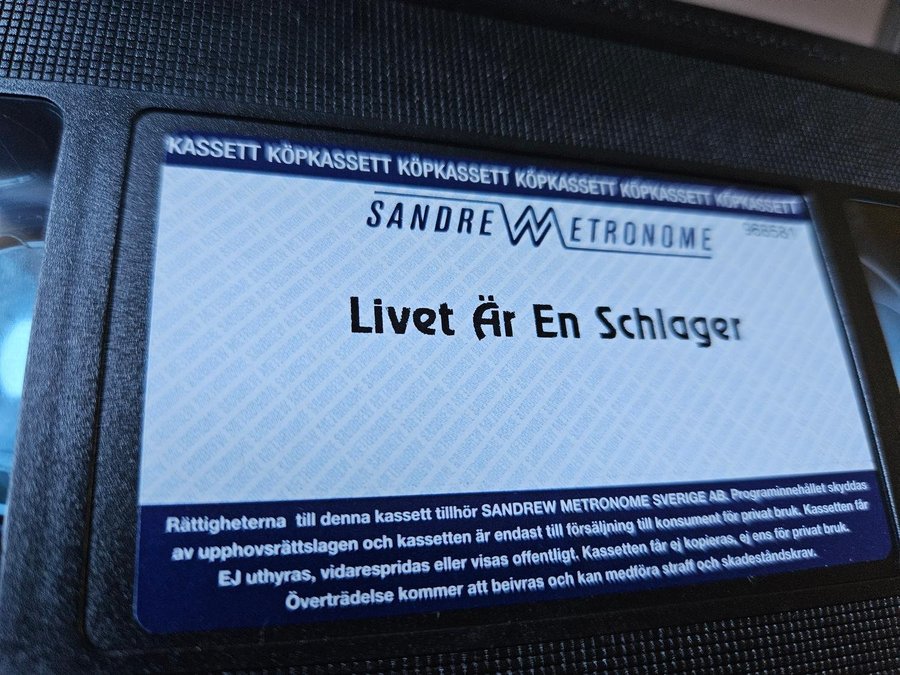 KASSETT KÖPKASSETT KÖPKASSETT KÖPKASSETT KÖPKASSETT KÖPKASSETT
SANDREW METRONOME
968581
Livet Är En Schlager
Rättigheterna till denna kassett tillhör SANDREW METRONOME SVERIGE AB. Programinnehållet skyddas
av upphovsrättslagen och kassetten är endast till försäljning till konsument för privat bruk. Kassetten får
EJ uthyras, vidarespridas eller visas offentligt. Kassetten får ej kopieras, ej ens för privat bruk.
Överträdelse kommer att beivras och kan medföra straff och skadeståndskrav.